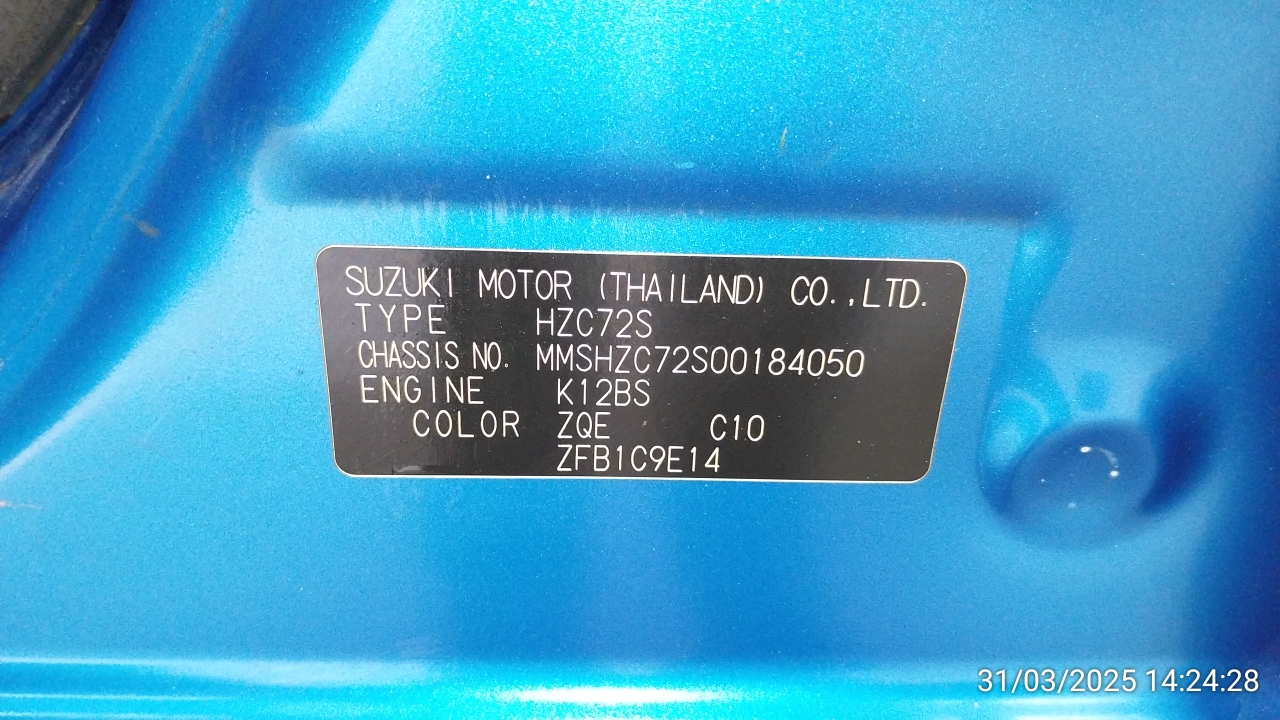 SUZUKI MOTOR (THAILAND) CO.,LTD.
TYPE HZC72S
CHASSIS NO. MMSHZC72S00184050
ENGINE K12BS
COLOR ZQE C10
ZFB1C9E14
31/03/2025 14:24:28